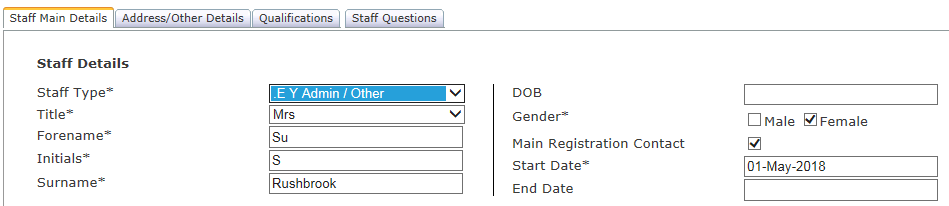 Staff Main Details Address/Other Details Qualifications Staff Questions
Staff Details
Staff Type* .E Y Admin / Other
Title* Mrs
Forename* Su
Initials* S
Surname* Rushbrook
DOB
Gender* Male Female
Main Registration Contact
Start Date* 01-May-2018
End Date